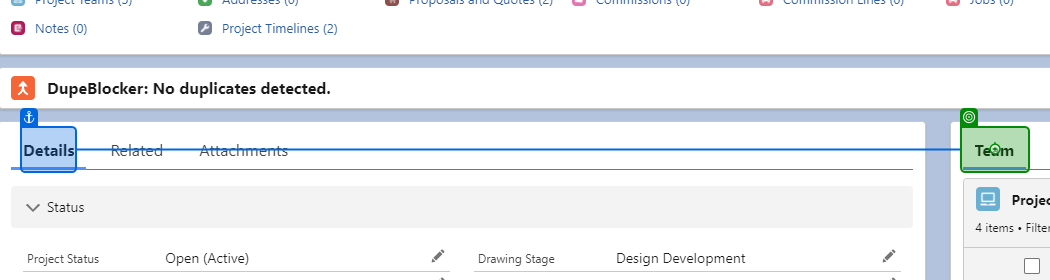 Project Teams (5) Addresses (0) Proposals and Quotes (2) Commissions (0) Commission Lines (0) Jobs (0)
Notes (0) Project Timelines (2)
DupeBlocker: No duplicates detected.
Details Related Attachments Team
Status
Projec
4 items • Filter
Project Status Open (Active) Drawing Stage Design Development